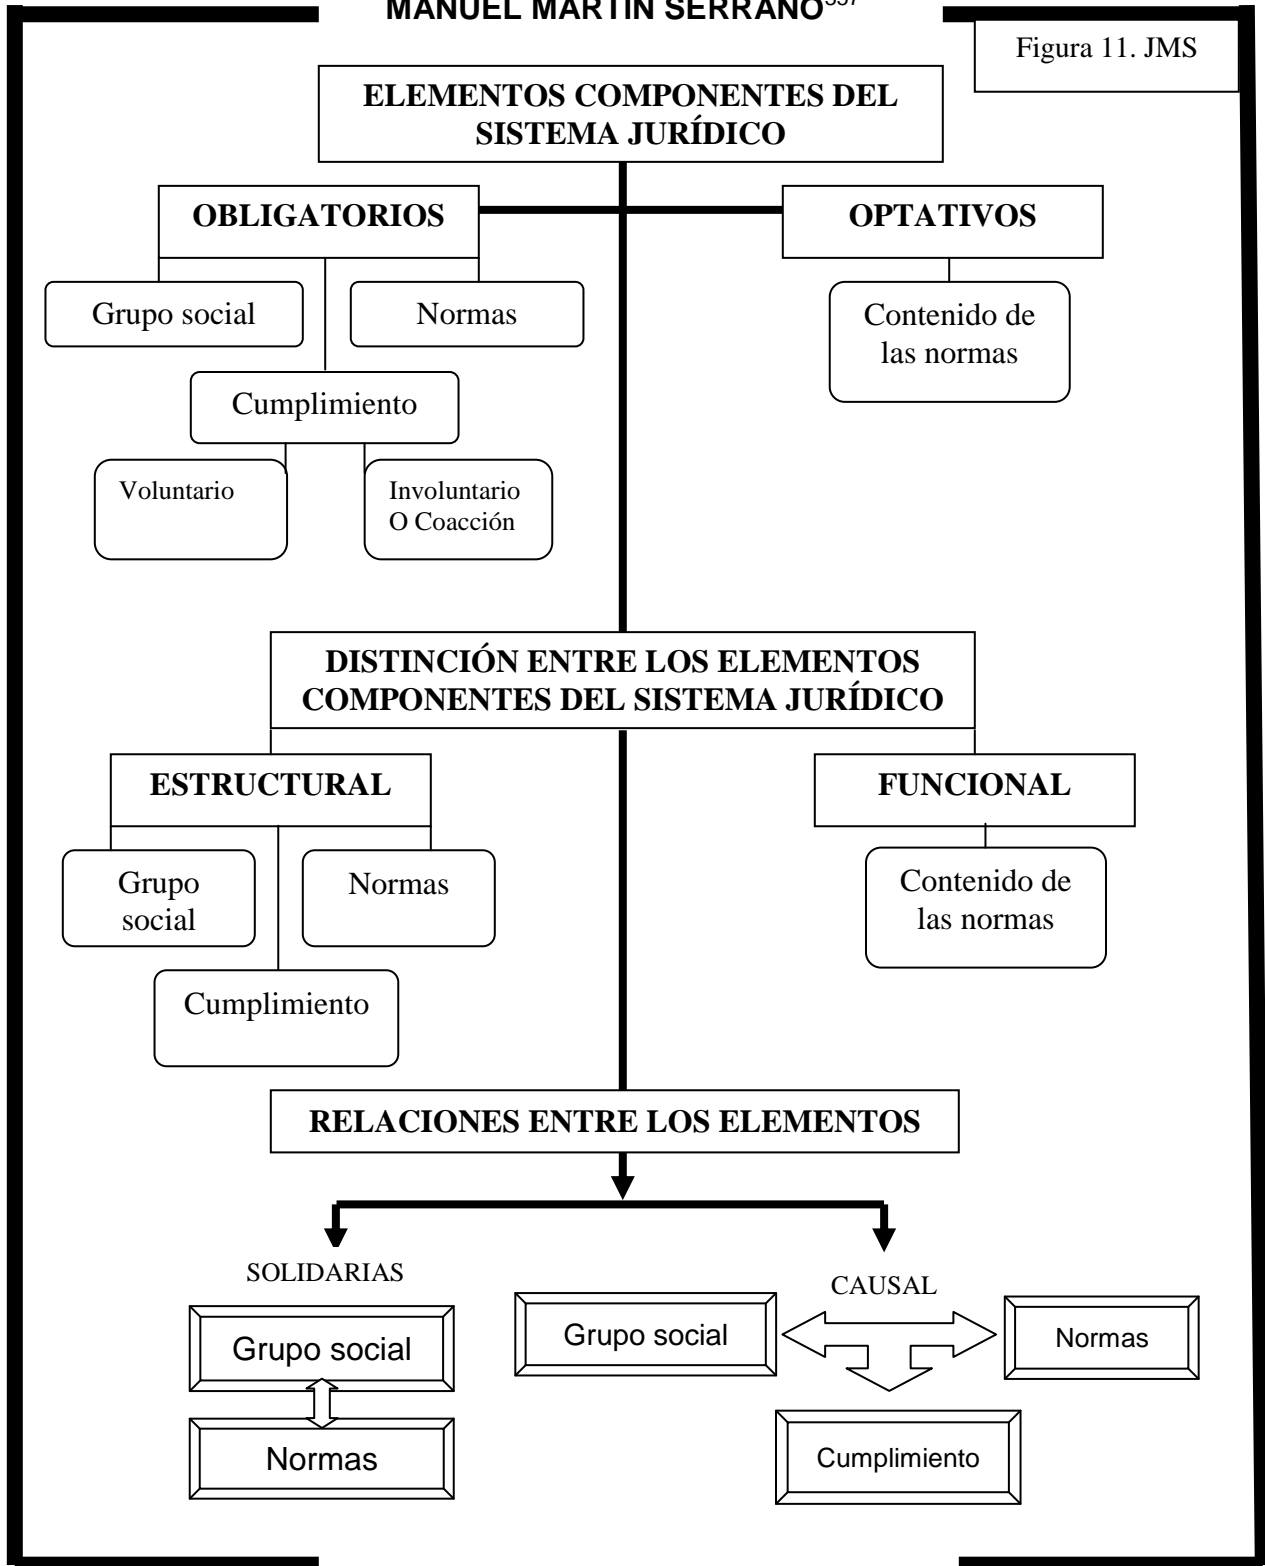 MANUEL MARTIN SERRANO³³⁷
Figura 11. JMS
ELEMENTOS COMPONENTES DEL
SISTEMA JURÍDICO
OBLIGATORIOS
OPTATIVOS
Grupo social
Normas
Contenido de
las normas
Cumplimiento
Voluntario
Involuntario
O Coacción
DISTINCIÓN ENTRE LOS ELEMENTOS
COMPONENTES DEL SISTEMA JURÍDICO
ESTRUCTURAL
FUNCIONAL
Grupo
social
Normas
Contenido de
las normas
Cumplimiento
RELACIONES ENTRE LOS ELEMENTOS
SOLIDARIAS
Grupo social
Normas
CAUSAL
Grupo social
Normas
Cumplimiento